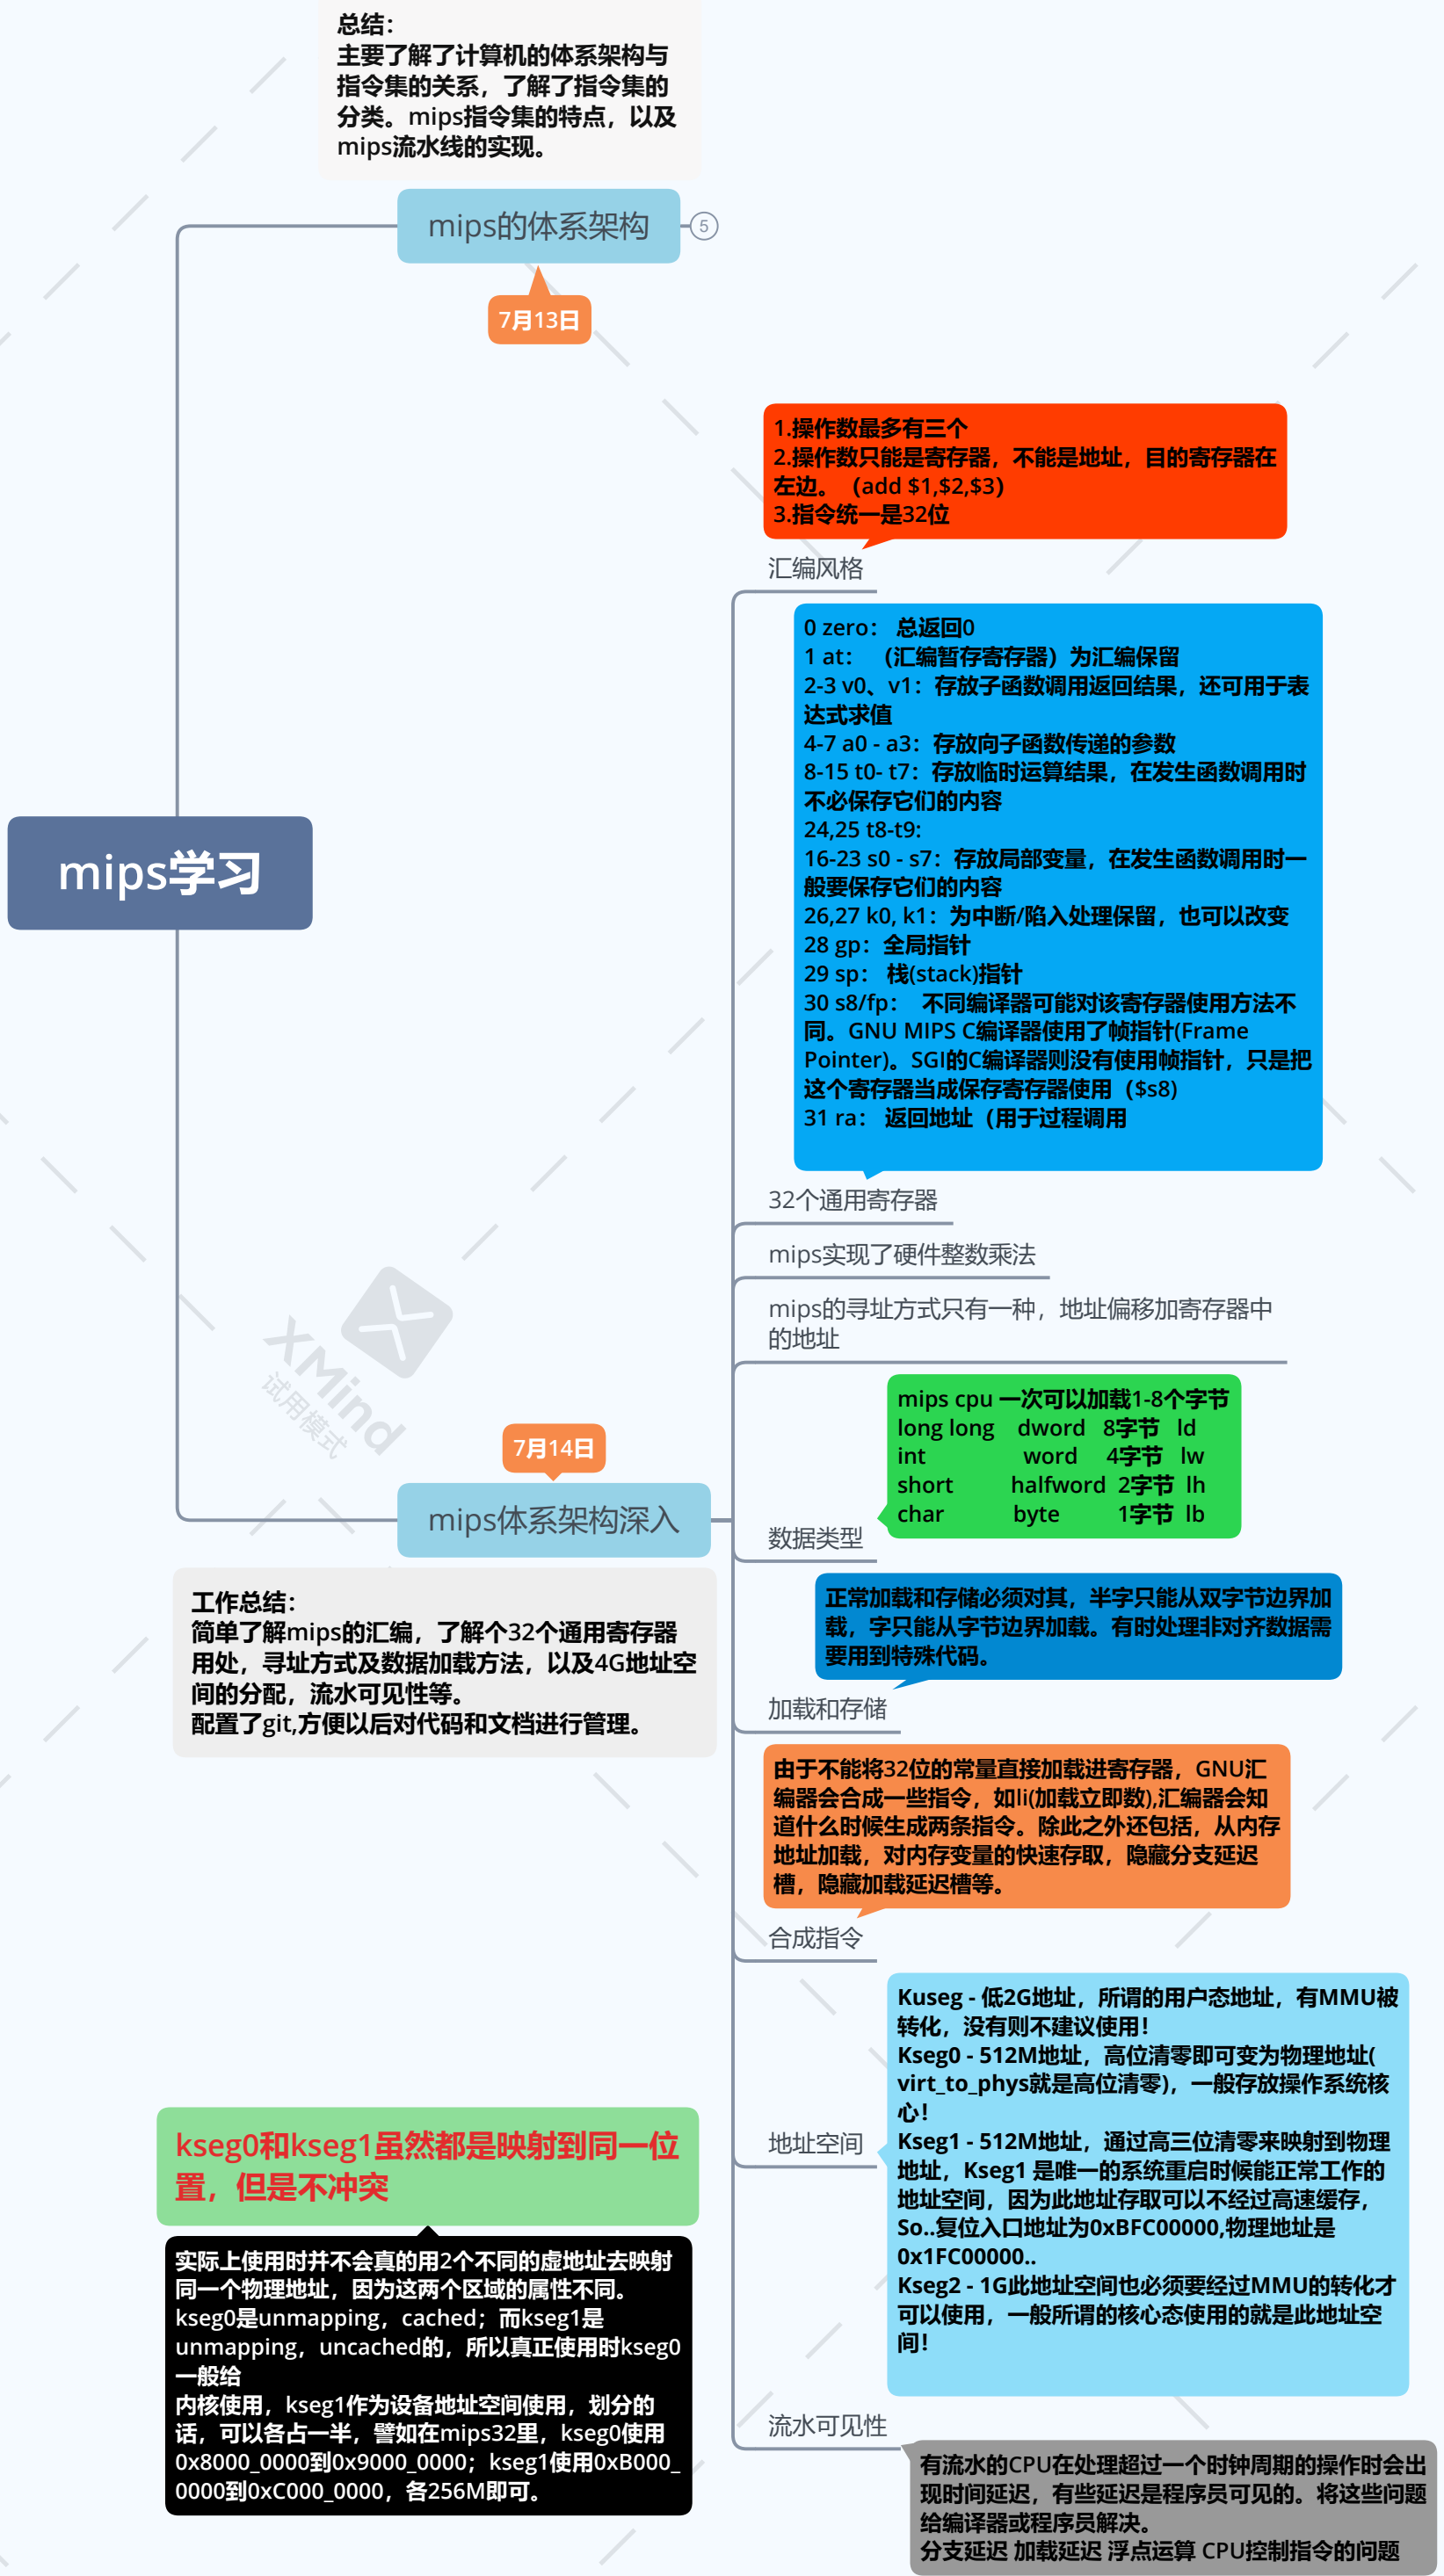 总结：
主要了解了计算机的体系架构与
指令集的关系，了解了指令集的
分类。mips指令集的特点，以及
mips流水线的实现。
mips的体系架构
5
7月13日
1.操作数最多有三个
2.操作数只能是寄存器，不能是地址，目的寄存器在
左边。（add $1,$2,$3）
3.指令统一是32位
汇编风格
0 zero： 总返回0
1 at： （汇编暂存寄存器）为汇编保留
2-3 v0、v1：存放子函数调用返回结果，还可用于表
达式求值
4-7 a0 - a3：存放向子函数传递的参数
8-15 t0- t7：存放临时运算结果，在发生函数调用时
不必保存它们的内容
24,25 t8-t9:
16-23 s0 - s7：存放局部变量，在发生函数调用时一
般要保存它们的内容
26,27 k0, k1：为中断/陷入处理保留，也可以改变
28 gp：全局指针
29 sp： 栈(stack)指针
30 s8/fp： 不同编译器可能对该寄存器使用方法不
同。GNU MIPS C编译器使用了帧指针(Frame
Pointer)。SGI的C编译器则没有使用帧指针，只是把
这个寄存器当成保存寄存器使用（$s8)
31 ra： 返回地址（用于过程调用
32个通用寄存器
mips学习
mips实现了硬件整数乘法
mips的寻址方式只有一种，地址偏移加寄存器中
的地址
XMind
试用模式
mips cpu 一次可以加载1-8个字节
long long dword 8字节 ld
int word 4字节 lw
short halfword 2字节 lh
char byte 1字节 lb
数据类型
7月14日
mips体系架构深入
工作总结：
简单了解mips的汇编，了解个32个通用寄存器
用处，寻址方式及数据加载方法，以及4G地址空
间的分配，流水可见性等。
配置了git,方便以后对代码和文档进行管理。
正常加载和存储必须对其，半字只能从双字节边界加
载，字只能从字节边界加载。有时处理非对齐数据需
要用到特殊代码。
加载和存储
由于不能将32位的常量直接加载进寄存器，GNU汇
编器会合成一些指令，如li(加载立即数),汇编器会知
道什么时候生成两条指令。除此之外还包括，从内存
地址加载，对内存变量的快速存取，隐藏分支延迟
槽，隐藏加载延迟槽等。
合成指令
Kuseg - 低2G地址，所谓的用户态地址，有MMU被
转化，没有则不建议使用！
Kseg0 - 512M地址，高位清零即可变为物理地址(
virt_to_phys就是高位清零)，一般存放操作系统核
心！
Kseg1 - 512M地址，通过高三位清零来映射到物理
地址，Kseg1 是唯一的系统重启时候能正常工作的
地址空间，因为此地址存取可以不经过高速缓存，
So..复位入口地址为0xBFC00000,物理地址是
0x1FC00000..
Kseg2 - 1G此地址空间也必须要经过MMU的转化才
可以使用，一般所谓的核心态使用的就是此地址空
间！
地址空间
kseg0和kseg1虽然都是映射到同一位
置，但是不冲突
实际上使用时并不会真的用2个不同的虚地址去映射
同一个物理地址，因为这两个区域的属性不同。
kseg0是unmapping，cached；而kseg1是
unmapping，uncached的，所以真正使用时kseg0
一般给
内核使用，kseg1作为设备地址空间使用，划分的
话，可以各占一半，譬如在mips32里，kseg0使用
0x8000_0000到0x9000_0000；kseg1使用0xB000_
0000到0xC000_0000，各256M即可。
流水可见性
有流水的CPU在处理超过一个时钟周期的操作时会出
现时间延迟，有些延迟是程序员可见的。将这些问题
给编译器或程序员解决。
分支延迟 加载延迟 浮点运算 CPU控制指令的问题